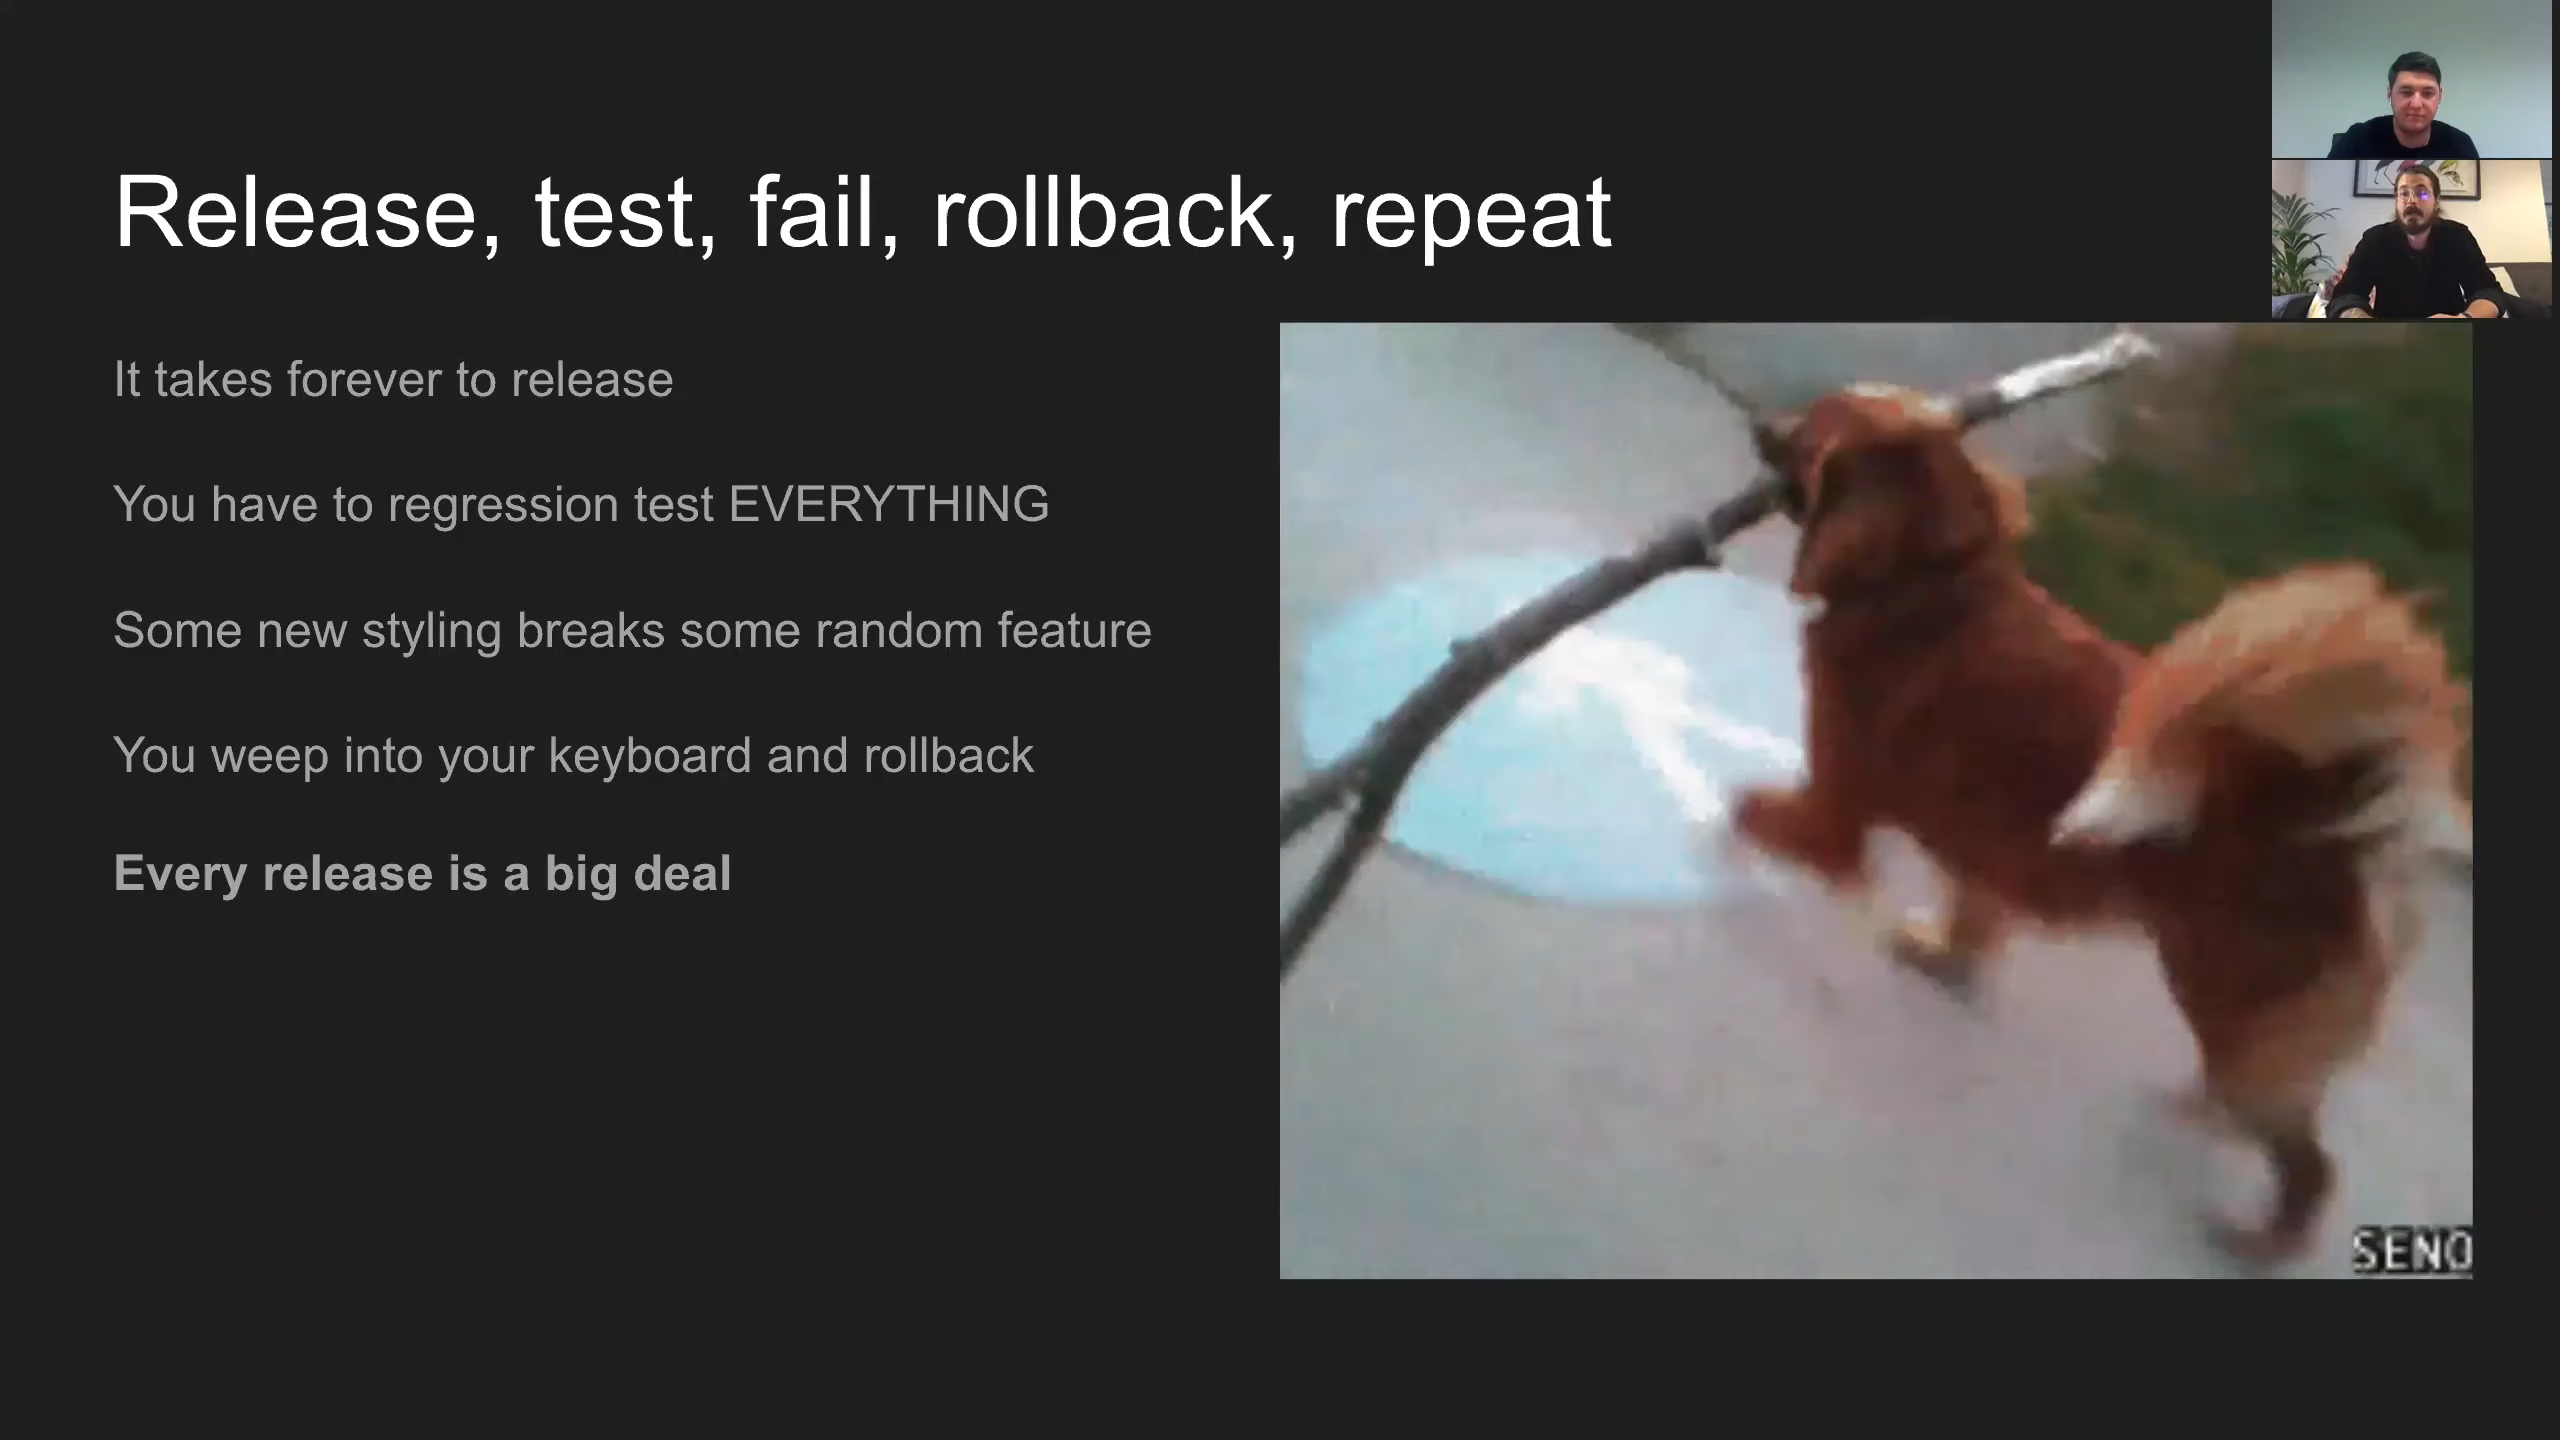 Release, test, fail, rollback, repeat
It takes forever to release
You have to regression test EVERYTHING
Some new styling breaks some random feature
You weep into your keyboard and rollback
Every release is a big deal
SENO